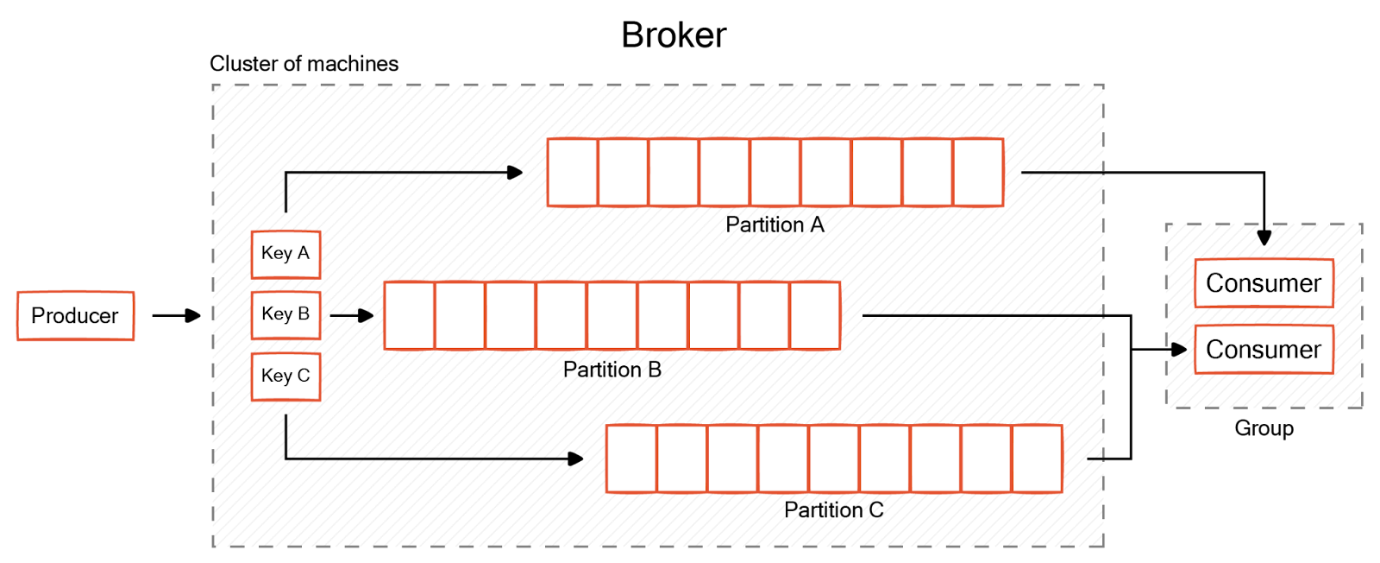 Broker
Cluster of machines
Partition A
Key A
Producer
Key B
Key C
Partition B
Partition C
Consumer
Consumer
Group